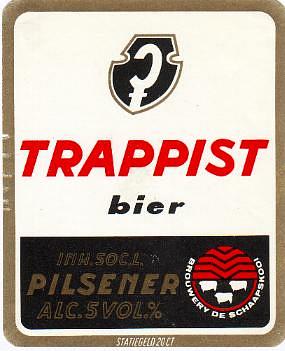 TRAPPIST
bier
INH. 50 C.L.
PILSENER
ALC. 5 VOL.%
BROUWERY DE SCHAAPSKOOI
STATIEGELD 20 CT